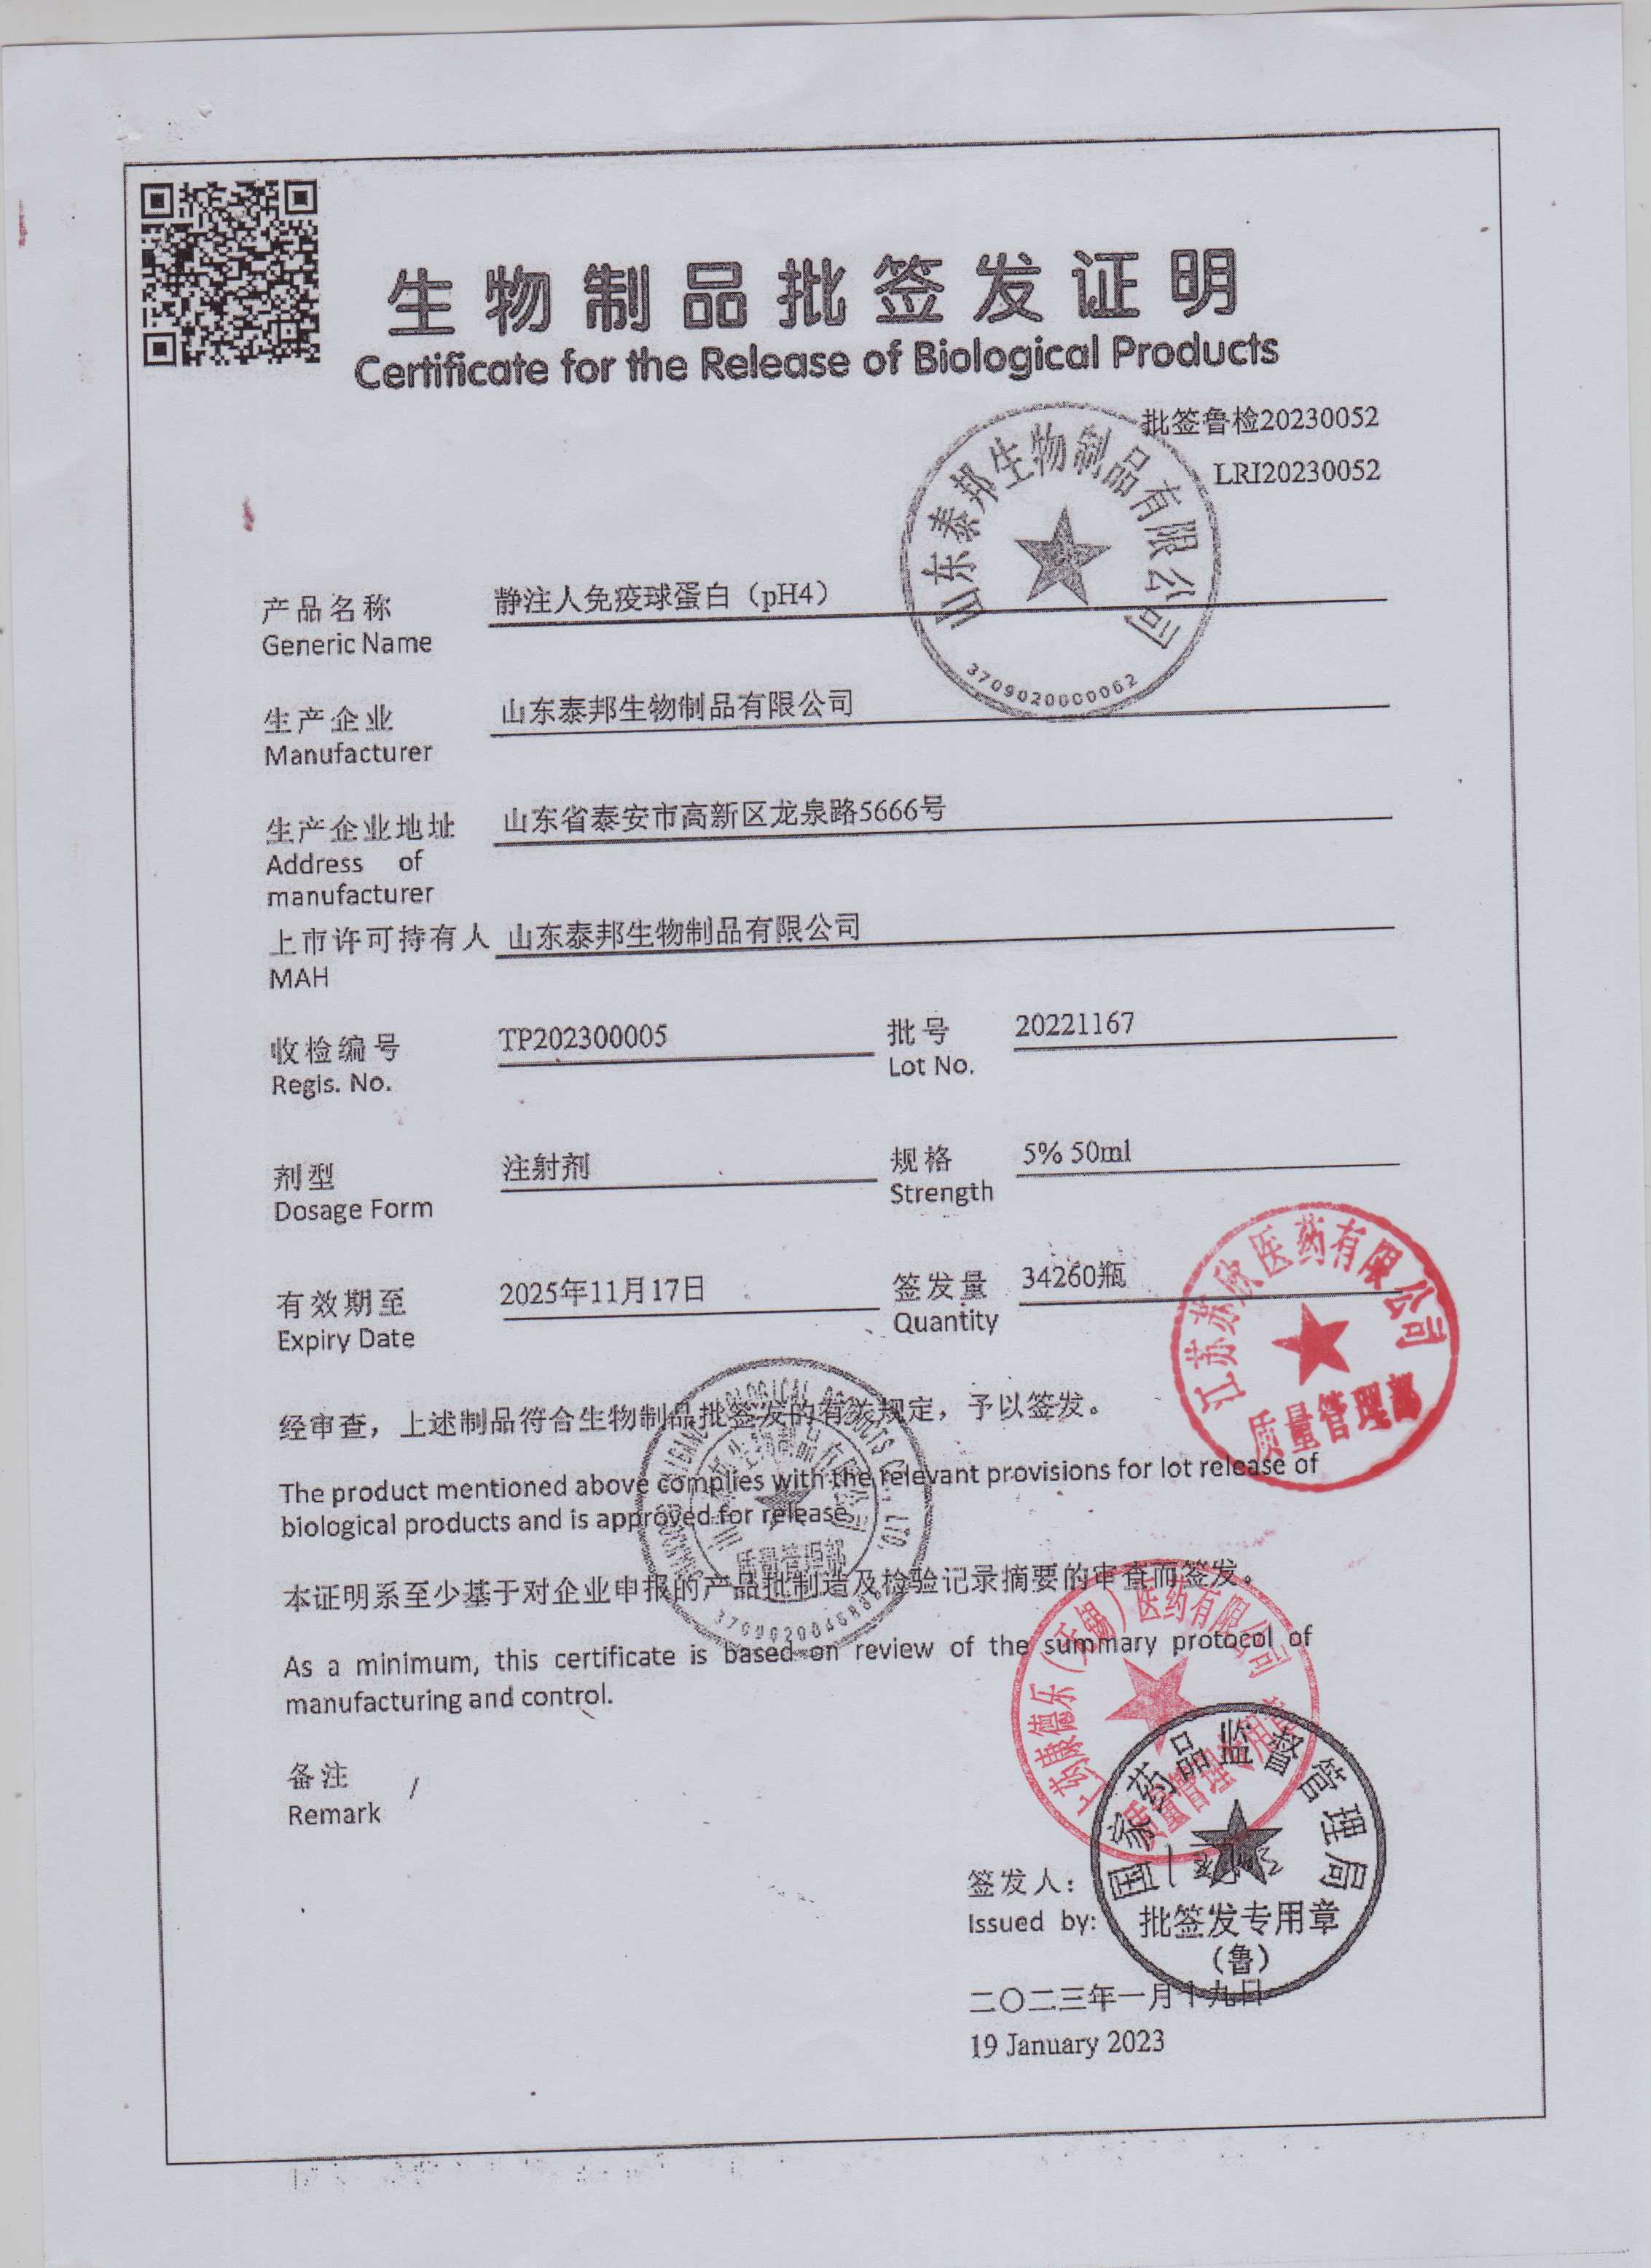 生物制品批签发证明
Certificate for the Release of Biological Products
批签鲁检20230052
LRI20230052
山东泰邦生物制品有限公司
3709020000062
产品名称 静注人免疫球蛋白（pH4）
Generic Name
生产企业 山东泰邦生物制品有限公司
Manufacturer
生产企业地址 山东省泰安市高新区龙泉路5666号
Address of
manufacturer
上市许可持有人 山东泰邦生物制品有限公司
MAH
收检编号 TP202300005 批号 20221167
Regis. No. Lot No.
剂型 注射剂 规格 5% 50ml
Dosage Form Strength
有效期至 2025年11月17日 签发量 34260瓶
Expiry Date Quantity
江苏苏欣医药有限公司
质量管理部
经审查，上述制品符合生物制品批签发的有关规定，予以签发。
The product mentioned above complies with the relevant provisions for lot release of
biological products and is approved for release.
质量管理部
本证明系至少基于对企业申报的产品批制造及检验记录摘要的审查而签发。
As a minimum, this certificate is based on review of the summary protocol of
manufacturing and control.
上药康德乐（无锡）医药有限公司
备注 /
Remark
国家药品监督管理局
签发人：
Issued by:
批签发专用章
（鲁）
二〇二三年一月十九日
19 January 2023